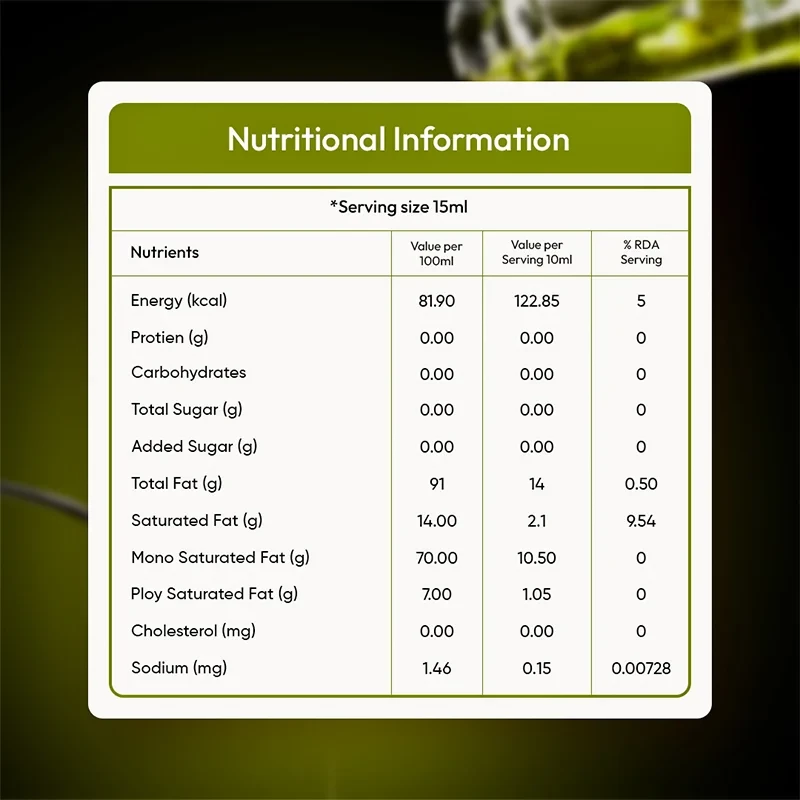 Nutritional Information
*Serving size 15ml
Nutrients
Value per
100ml
Value per
Serving 10ml
% RDA
Serving
Energy (kcal) 81.90 122.85 5
Protien (g) 0.00 0.00 0
Carbohydrates 0.00 0.00 0
Total Sugar (g) 0.00 0.00 0
Added Sugar (g) 0.00 0.00 0
Total Fat (g) 91 14 0.50
Saturated Fat (g) 14.00 2.1 9.54
Mono Saturated Fat (g) 70.00 10.50 0
Ploy Saturated Fat (g) 7.00 1.05 0
Cholesterol (mg) 0.00 0.00 0
Sodium (mg) 1.46 0.15 0.00728